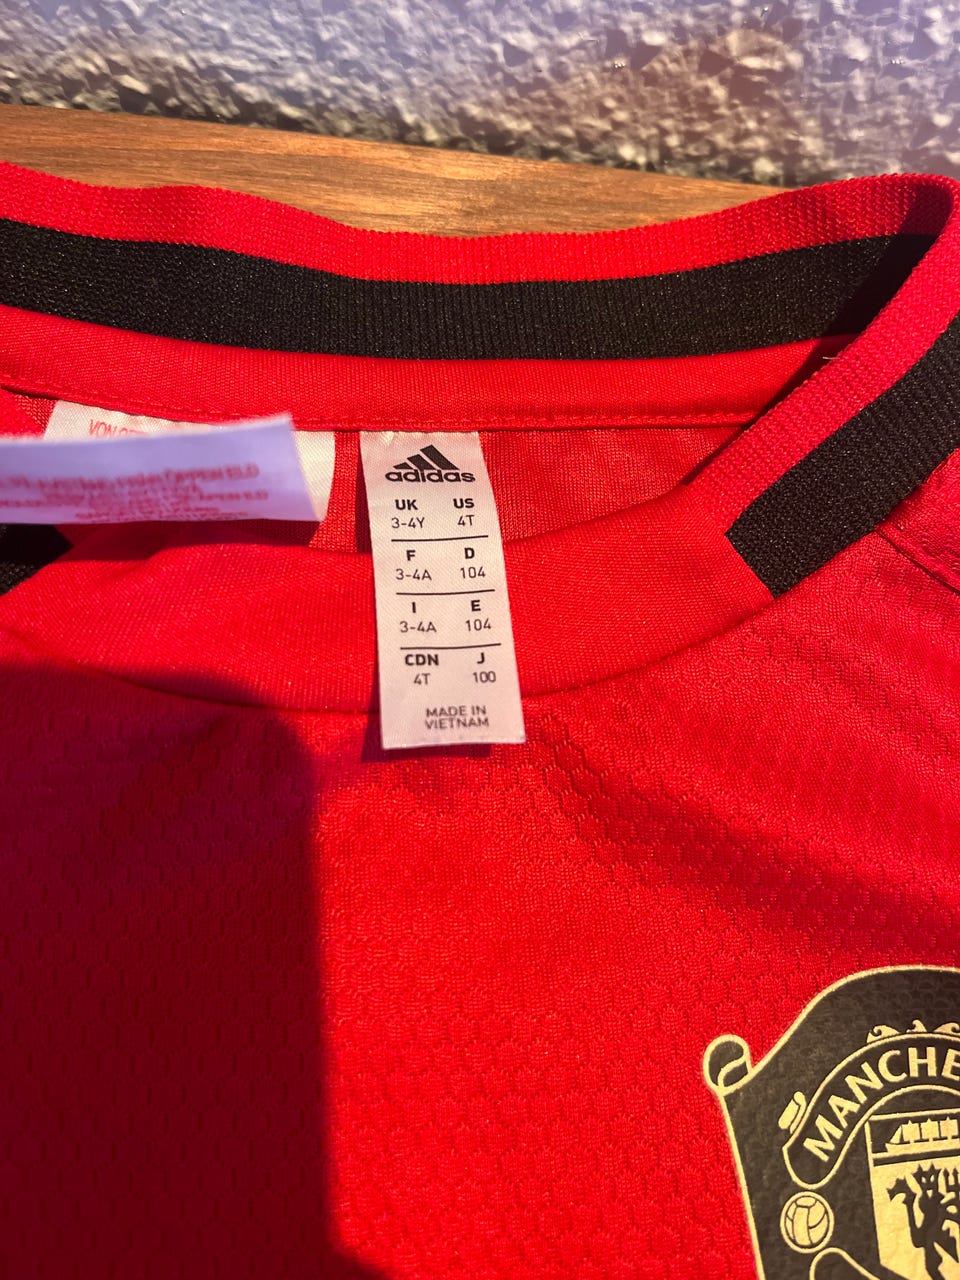 adidas
UK US
3-4Y 4T
F D
3-4A 104
I E
3-4A 104
CDN J
4T 100
MADE IN
VIETNAM
VON
MANCHE